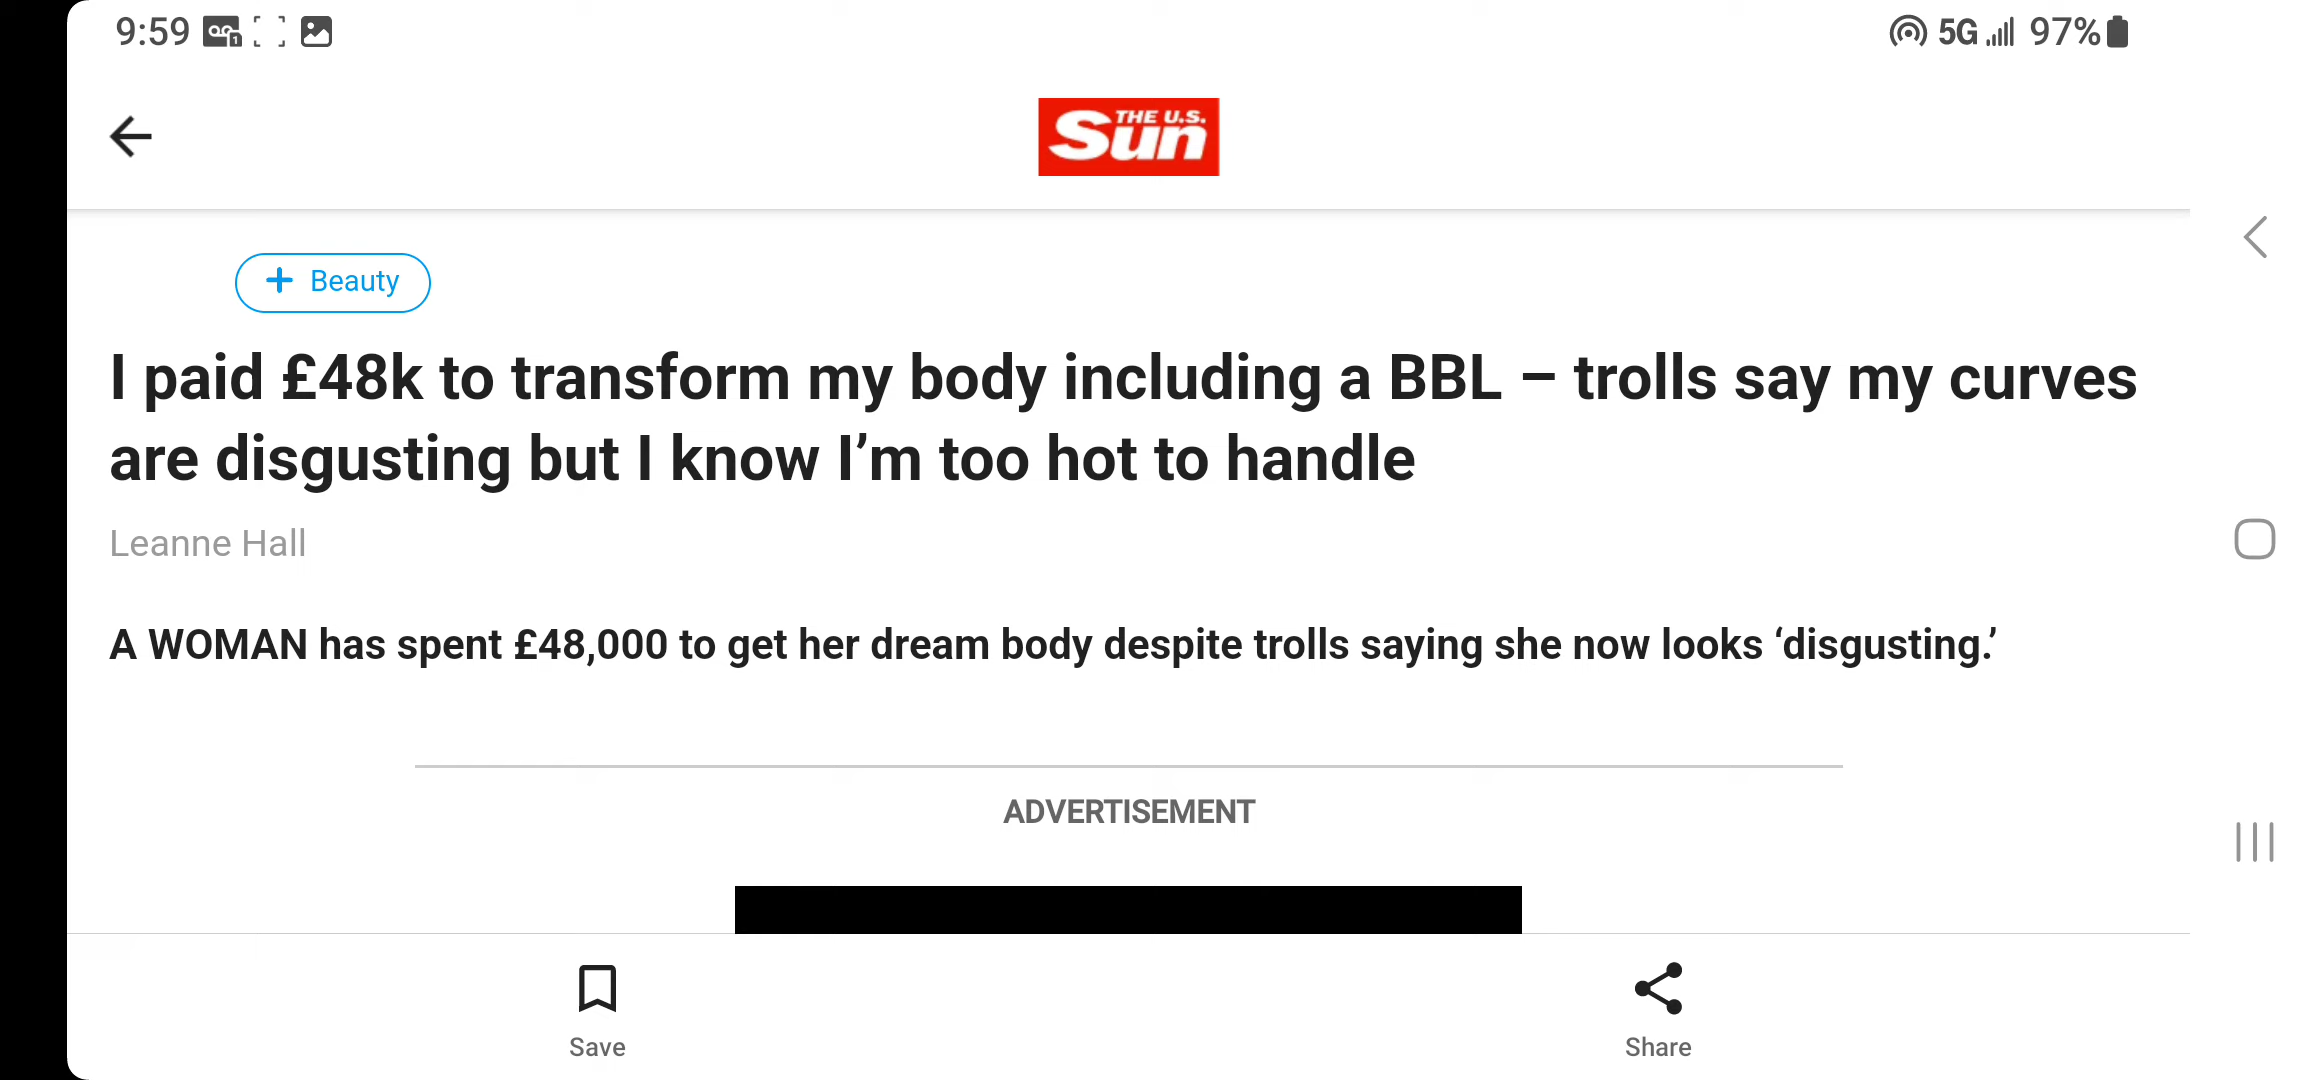 9:59
5G 97%
THE U.S.
Sun
Beauty
I paid £48k to transform my body including a BBL – trolls say my curves
are disgusting but I know I’m too hot to handle
Leanne Hall
A WOMAN has spent £48,000 to get her dream body despite trolls saying she now looks ‘disgusting.’
ADVERTISEMENT
Save
Share